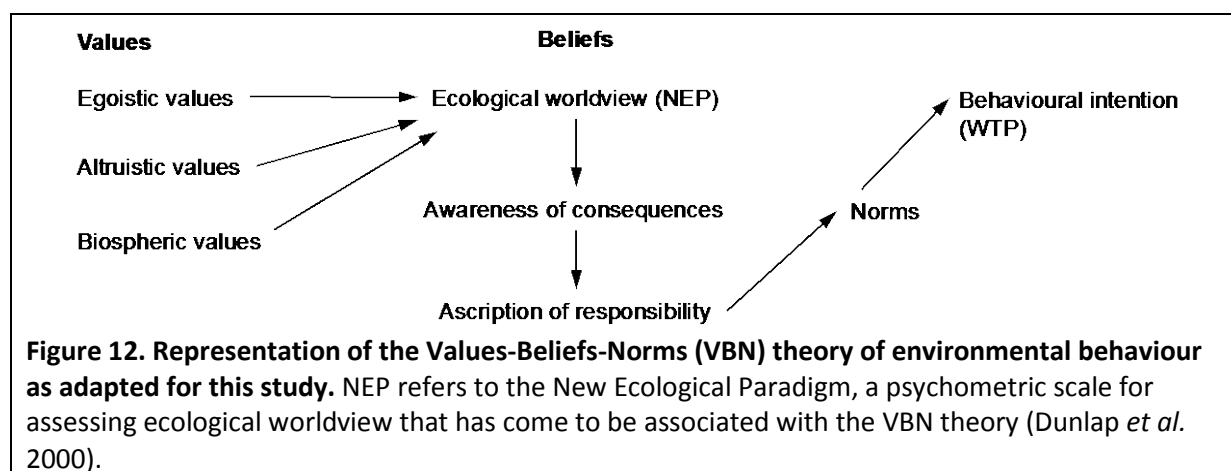 Values
Beliefs
Egoistic values
Ecological worldview (NEP)
Behavioural intention
(WTP)
Altruistic values
Awareness of consequences
Norms
Biospheric values
Ascription of responsibility
Figure 12. Representation of the Values-Beliefs-Norms (VBN) theory of environmental behaviour
as adapted for this study. NEP refers to the New Ecological Paradigm, a psychometric scale for
assessing ecological worldview that has come to be associated with the VBN theory (Dunlap et al.
2000).